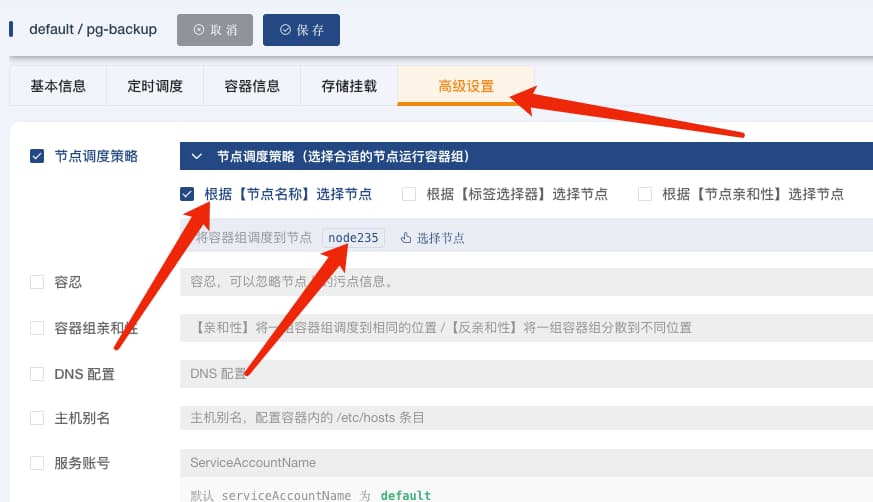 default / pg-backup 取 消 保 存
基本信息 定时调度 容器信息 存储挂载 高级设置
节点调度策略 节点调度策略（选择合适的节点运行容器组）
根据【节点名称】选择节点 根据【标签选择器】选择节点 根据【节点亲和性】选择节点
将容器组调度到节点 node235 选择节点
容忍 容忍，可以忽略节点 的污点信息。
容器组亲和性 【亲和性】将一组容器组调度到相同的位置 /【反亲和性】将一组容器组分散到不同位置
DNS 配置 DNS 配置
主机别名 主机别名，配置容器内的 /etc/hosts 条目
服务账号 ServiceAccountName
默认 serviceAccountName 为 default